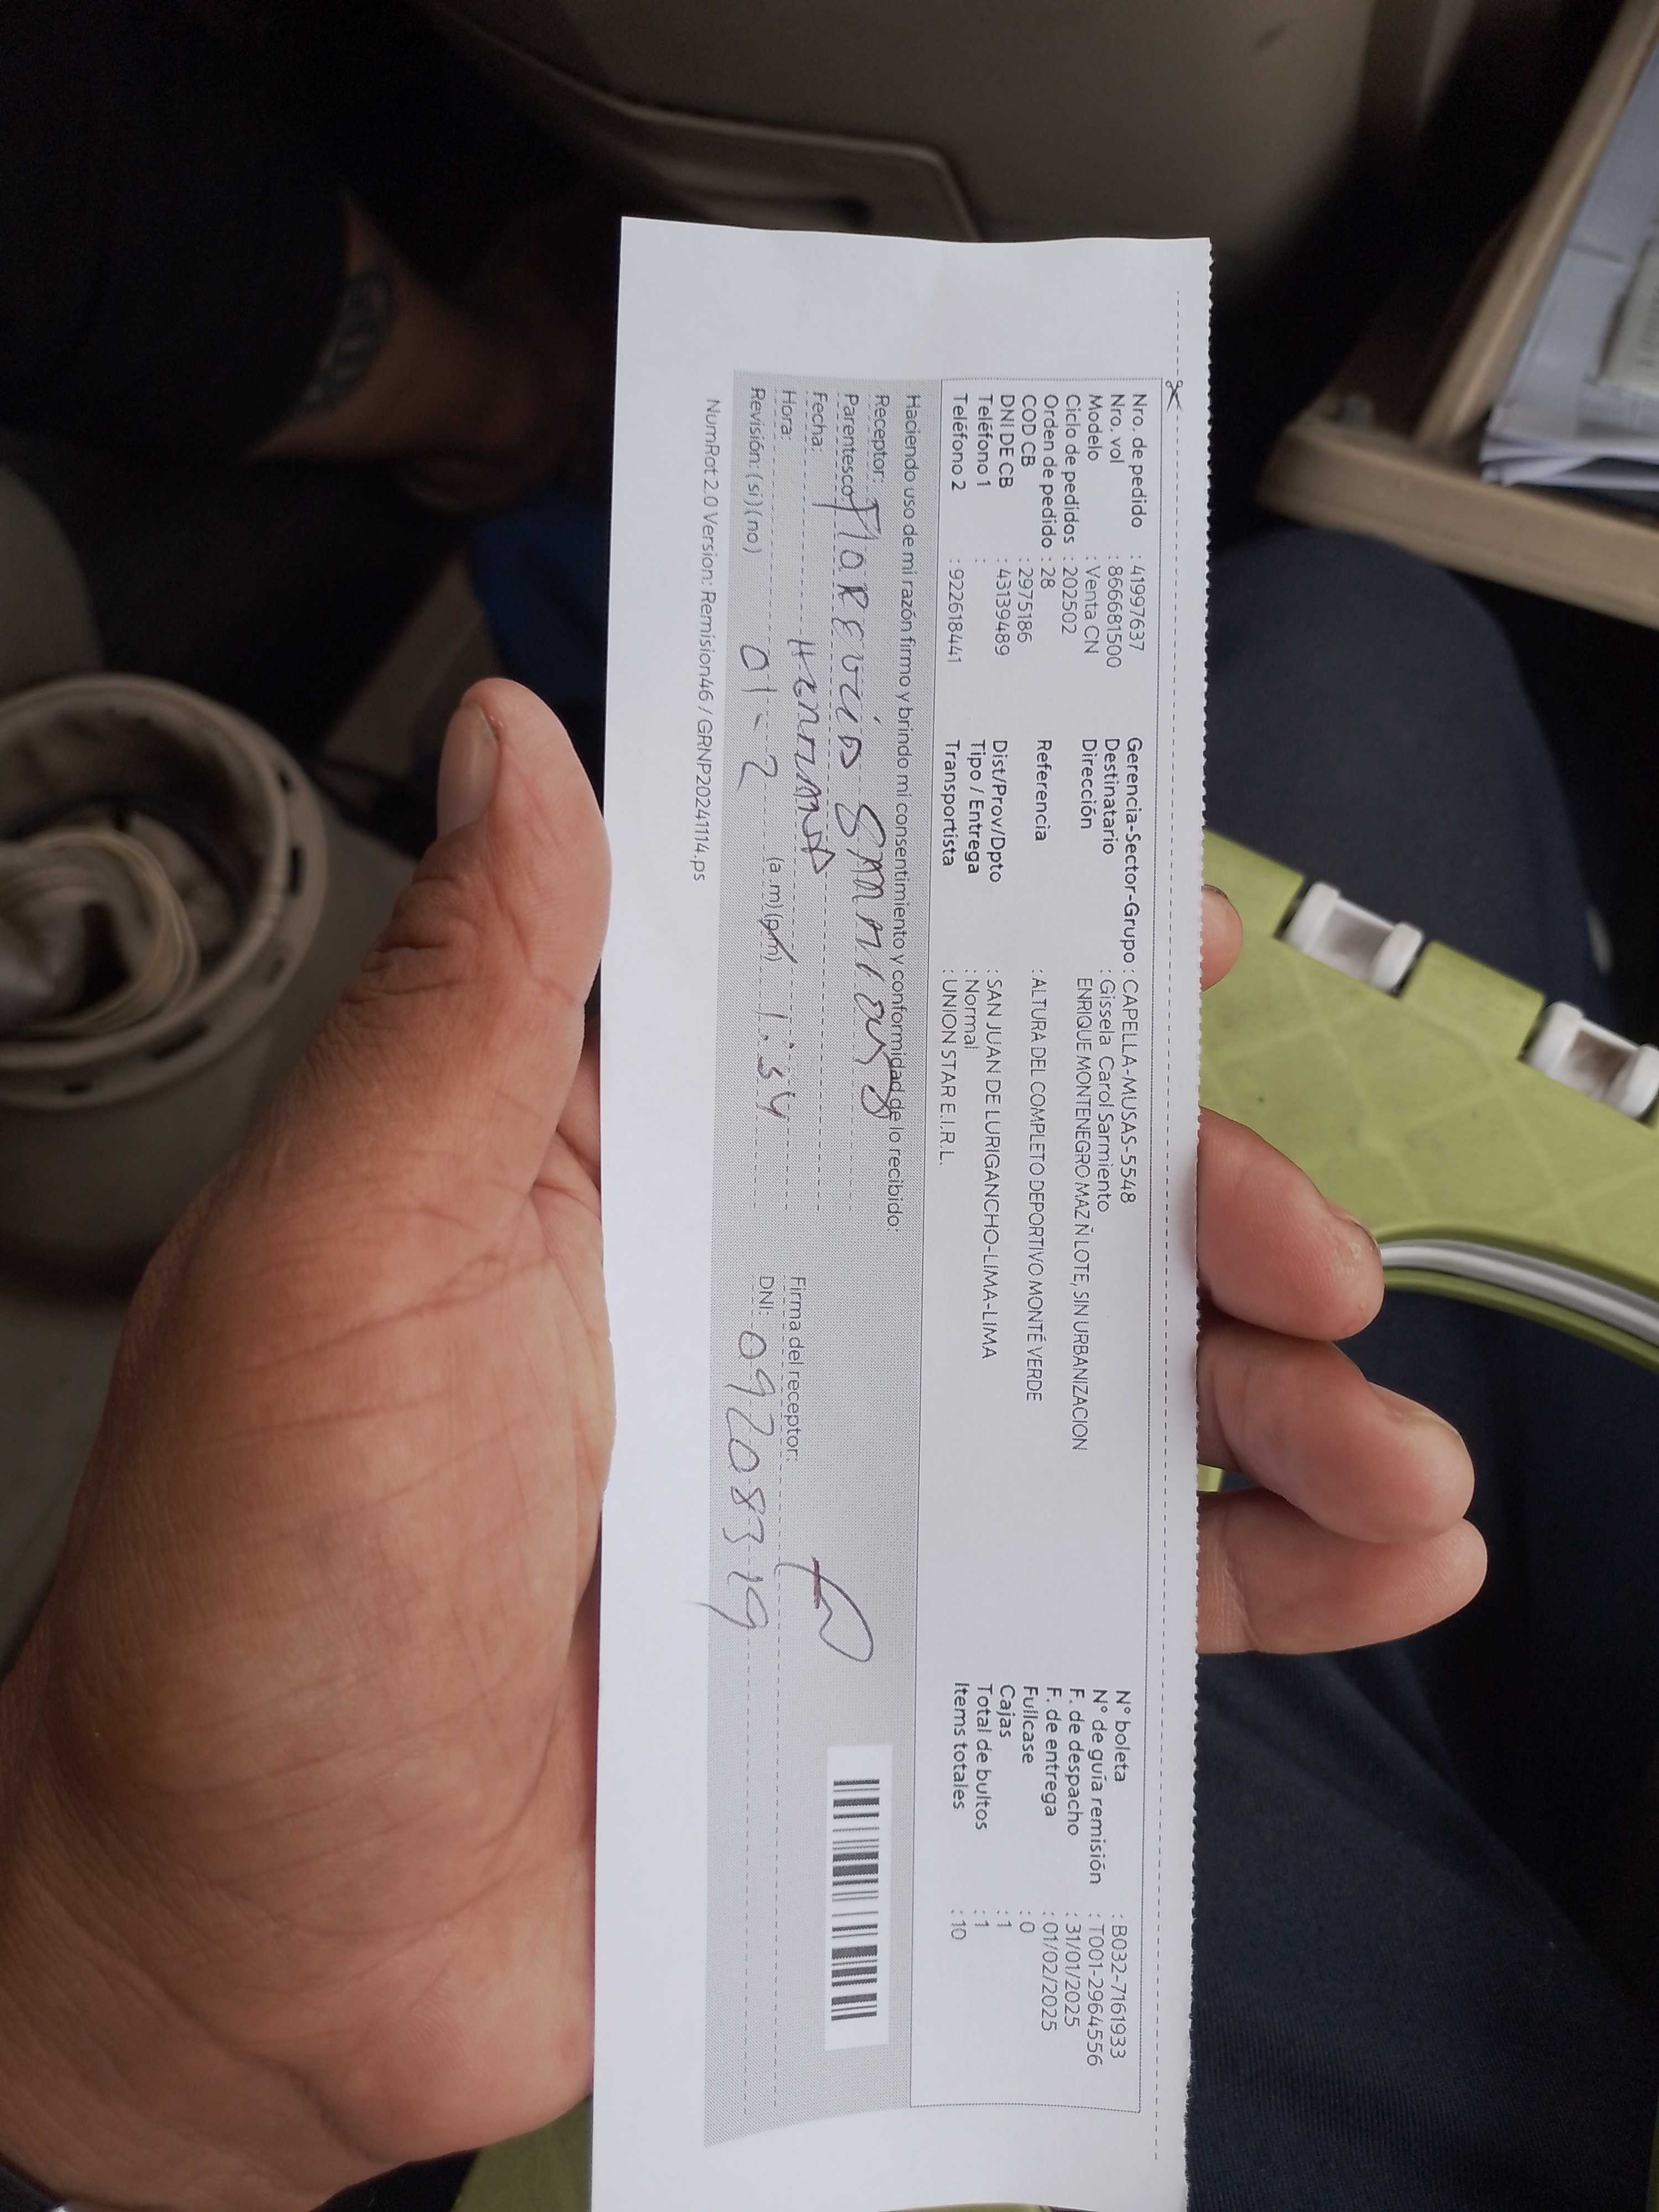 Nro. de pedido : 41997637
Nro. vol : 8666681500
Modelo : Venta CN
Ciclo de pedidos : 202502
Orden de pedido : 28
COD CB : 2975186
DNI DE CB : 43139489
Teléfono 1 :
Teléfono 2 : 922618441
Gerencia-Sector-Grupo : CAPELLA-MUSAS-5548
Destinatario : Gissela Carol Sarmiento
Dirección ENRIQUE MONTENEGRO MAZ Ñ LOTE, SIN URBANIZACION
Referencia : ALTURA DEL COMPLETO DEPORTIVO MONTÉ VERDE
Dist/Prov/Dpto : SAN JUAN DE LURIGANCHO-LIMA-LIMA
Tipo / Entrega : Normal
Transportista : UNION STAR E.I.R.L.
N° boleta : B032-7161933
N° de guía remisión : T001-2964556
F. de despacho : 31/01/2025
F. de entrega : 01/02/2025
Fullcase : 0
Cajas : 1
Total de bultos : 1
Items totales : 10
Haciendo uso de mi razón firmo y brindo mi consentimiento y conformidad de lo recibido:
Receptor:
Parentesco
Fecha:
Hora: (a.m)(pm) 1:54
Revisión: (si) (no) 01-2
Firma del receptor:
DNI: 09208319
NumRot2.0 Version: Remision46 / GRNP20241114.ps